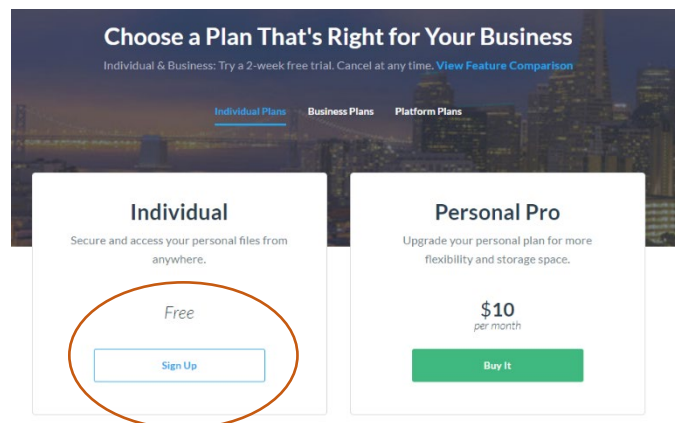 Choose a Plan That's Right for Your Business
Individual & Business: Try a 2-week free trial. Cancel at any time. View Feature Comparison
Individual Plans Business Plans Platform Plans
Individual
Secure and access your personal files from
anywhere.
Free
Sign Up
Personal Pro
Upgrade your personal plan for more
flexibility and storage space.
$10
per month
Buy It